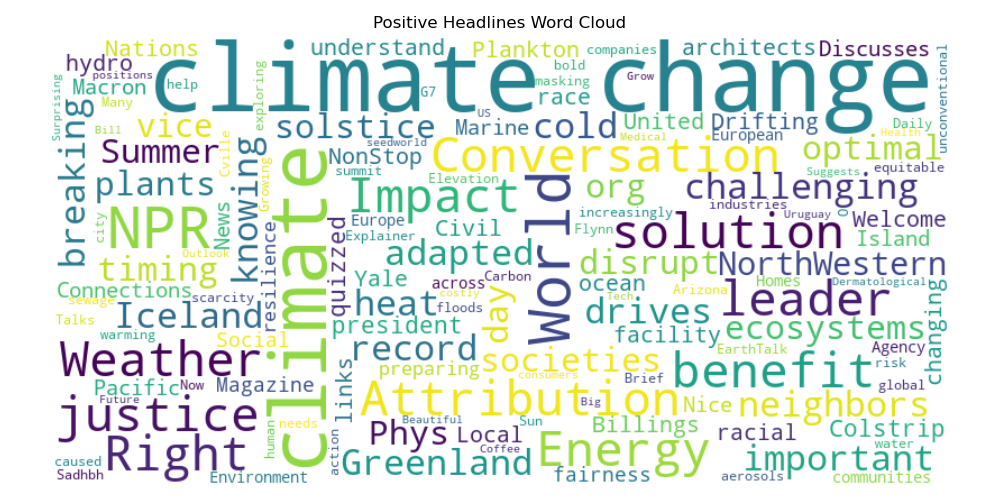 Positive Headlines Word Cloud
Nations
understand
Plankton
companies
architects
Discusses
hydro
positions
climate change
bold
unconventional
Macron
help
G7
masking
Grow
race
Surprising
Many
exploring
breaking
vice
solstice
US
Marine
cold
United
Drifting
Daily
Bill
seedworld
Medical
European
Health
optimal
Summer
Cville
knowing
NonStop
Conversation
Suggests
equitable
summit
plants
Growing
climate
Impact
Elevation
World
org
challenging
industries
NPR
News
city
resilience
quizzed
Europe
Civil
increasingly
Flynn
solution
Uruguay
to
Welcome
Explainer
Island
timing
Outlook
adapted
disrupt
NorthWestern
Connections
scarcity
Yale
across
Carbon
ocean
Homes
Dermatological
sewage
heat
costly
floods
day
Tech
Arizona
leader
changing
Talks
Iceland
president
drives
warming
Social
facility
ecosystems
Weather
record
EarthTalk
Agency
preparing
societies
risk
Pacific
Now
Magazine
links
consumers
Brief
benefit
global
Future
justice
Attribution
Big
Nice
neighbors
needs
Beautiful
Sun
Billings
Colstrip
Right
human
action
Phys
Local
Coffee
Energy
racial
water
caused
Greenland
important
Sadhbh
Environment
fairness
aerosols
communities